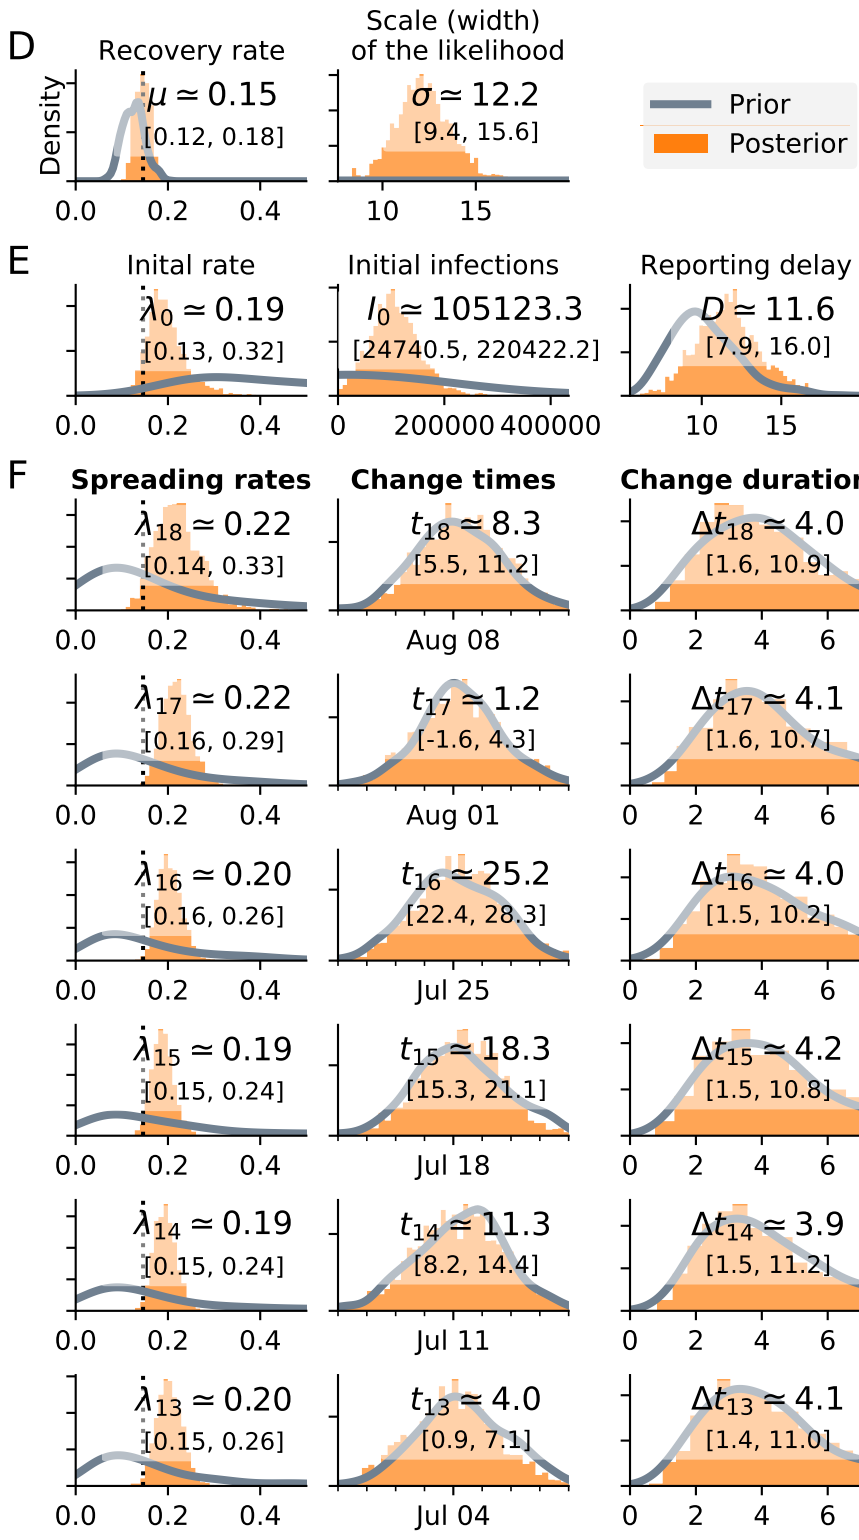 D
Recovery rate
Scale (width)
of the likelihood
Density
μ ≃ 0.15
[0.12, 0.18]
0.0 0.2 0.4
σ ≃ 12.2
[9.4, 15.6]
10 15
Prior
Posterior
E
Inital rate
λ0 ≃ 0.19
[0.13, 0.32]
0.0 0.2 0.4
Initial infections
I0 ≃ 105123.3
[24740.5, 220422.2]
0 200000 400000
Reporting delay
D ≃ 11.6
[7.9, 16.0]
10 15
F
Spreading rates Change times Change duration
λ18 ≃ 0.22
[0.14, 0.33]
0.0 0.2 0.4
t18 ≃ 8.3
[5.5, 11.2]
Aug 08
Δt18 ≃ 4.0
[1.6, 10.9]
0 2 4 6
λ17 ≃ 0.22
[0.16, 0.29]
0.0 0.2 0.4
t17 ≃ 1.2
[-1.6, 4.3]
Aug 01
Δt17 ≃ 4.1
[1.6, 10.7]
0 2 4 6
λ16 ≃ 0.20
[0.16, 0.26]
0.0 0.2 0.4
t16 ≃ 25.2
[22.4, 28.3]
Jul 25
Δt16 ≃ 4.0
[1.5, 10.2]
0 2 4 6
λ15 ≃ 0.19
[0.15, 0.24]
0.0 0.2 0.4
t15 ≃ 18.3
[15.3, 21.1]
Jul 18
Δt15 ≃ 4.2
[1.5, 10.8]
0 2 4 6
λ14 ≃ 0.19
[0.15, 0.24]
0.0 0.2 0.4
t14 ≃ 11.3
[8.2, 14.4]
Jul 11
Δt14 ≃ 3.9
[1.5, 11.2]
0 2 4 6
λ13 ≃ 0.20
[0.15, 0.26]
0.0 0.2 0.4
t13 ≃ 4.0
[0.9, 7.1]
Jul 04
Δt13 ≃ 4.1
[1.4, 11.0]
0 2 4 6